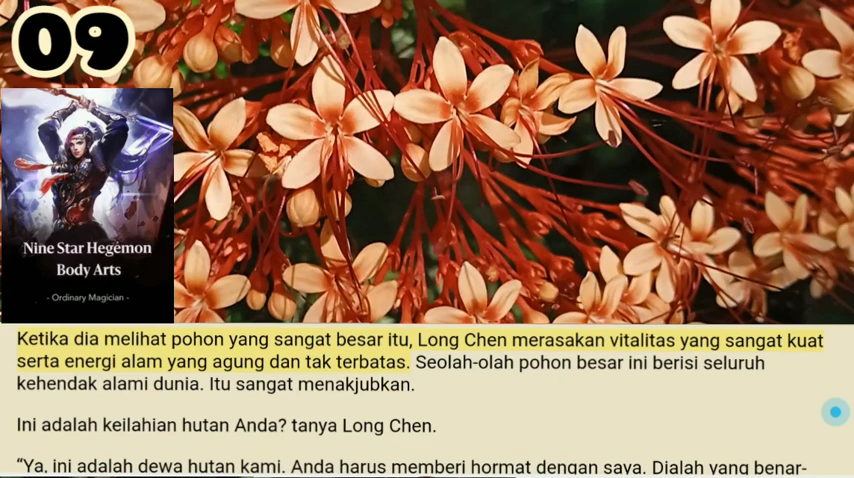 09
Nine Star Hegemon
Body Arts
- Ordinary Magician -
Ketika dia melihat pohon yang sangat besar itu, Long Chen merasakan vitalitas yang sangat kuat
serta energi alam yang agung dan tak terbatas. Seolah-olah pohon besar ini berisi seluruh
kehendak alami dunia. Itu sangat menakjubkan.
Ini adalah keilahian hutan Anda? tanya Long Chen.
“Ya, ini adalah dewa hutan kami. Anda harus memberi hormat dengan saya. Dialah yang benar-